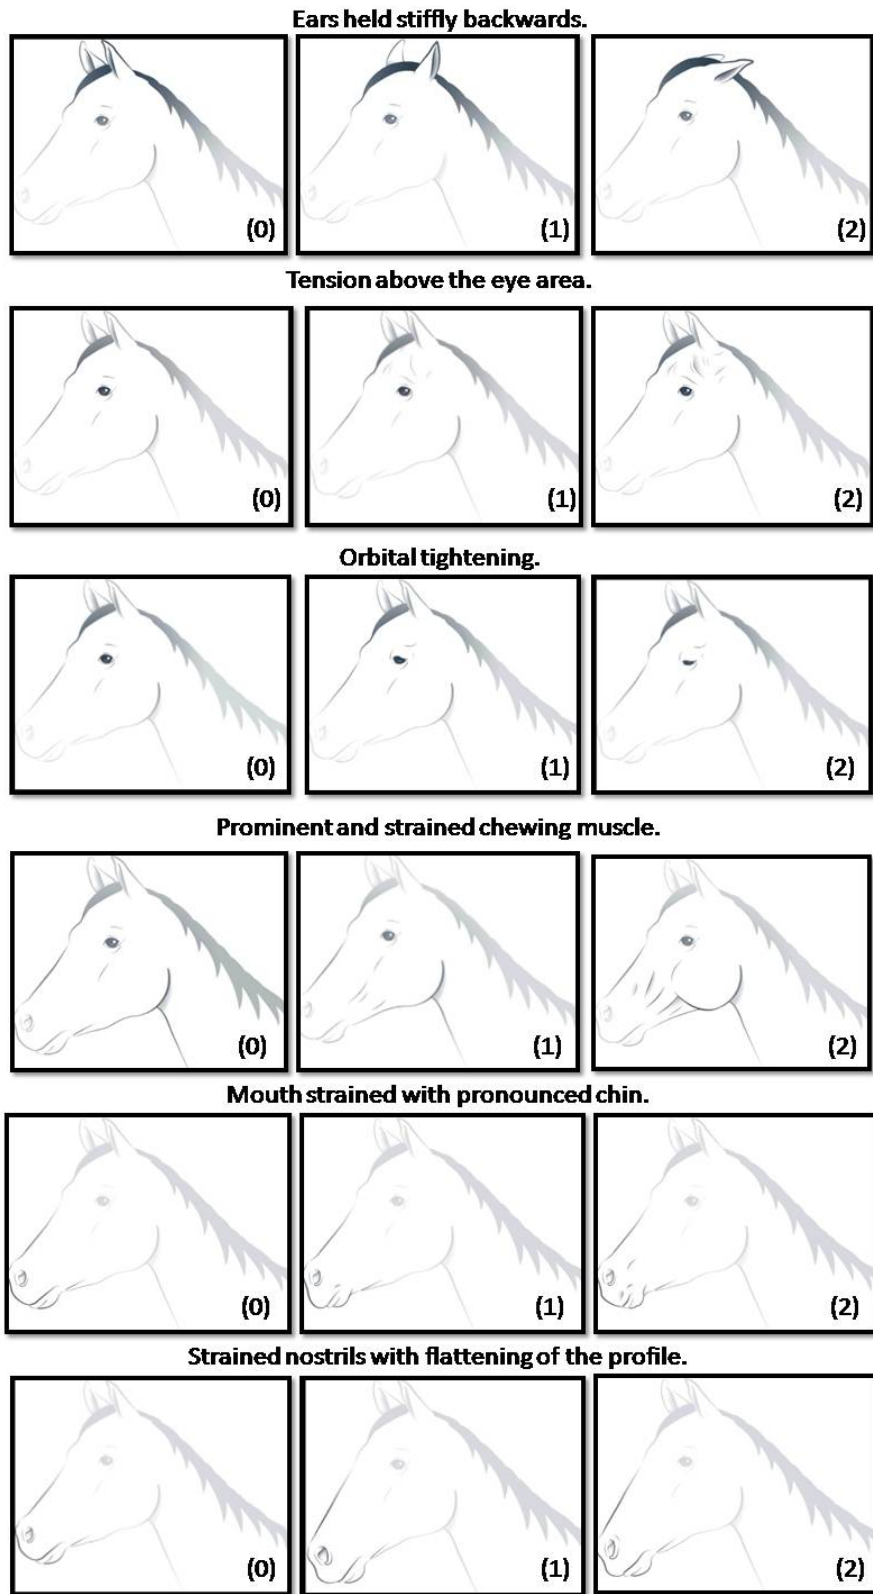 Ears held stiffly backwards.
(0) (1) (2)
Tension above the eye area.
(0) (1) (2)
Orbital tightening.
(0) (1) (2)
Prominent and strained chewing muscle.
(0) (1) (2)
Mouth strained with pronounced chin.
(0) (1) (2)
Strained nostrils with flattening of the profile.
(0) (1) (2)